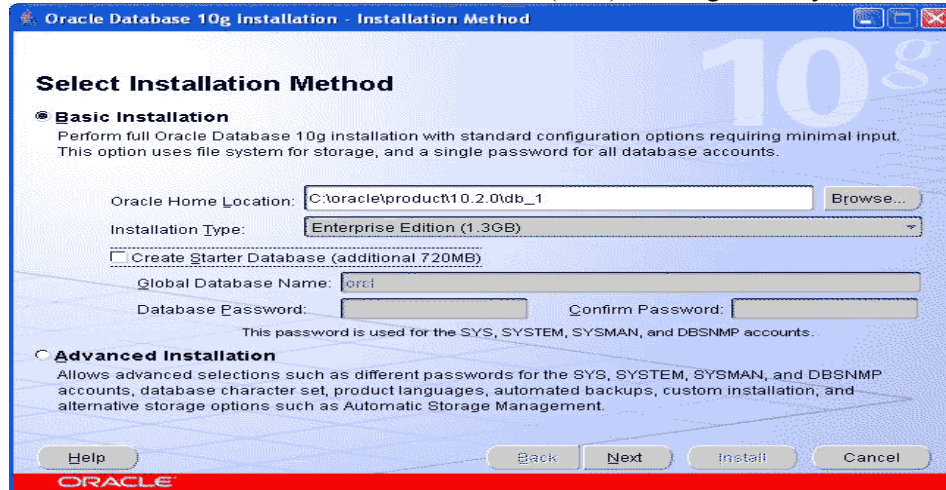 Oracle Database 10g Installation - Installation Method
10g
Select Installation Method
Basic Installation
Perform full Oracle Database 10g installation with standard configuration options requiring minimal input.
This option uses file system for storage, and a single password for all database accounts.
Oracle Home Location: C:\oracle\product\10.2.0\db_1 Browse...
Installation Type: Enterprise Edition (1.3GB)
Create Starter Database (additional 720MB)
Global Database Name: orcl
Database Password: Confirm Password:
This password is used for the SYS, SYSTEM, SYSMAN, and DBSNMP accounts.
Advanced Installation
Allows advanced selections such as different passwords for the SYS, SYSTEM, SYSMAN, and DBSNMP
accounts, database character set, product languages, automated backups, custom installation, and
alternative storage options such as Automatic Storage Management.
Help Back Next Install Cancel
ORACLE